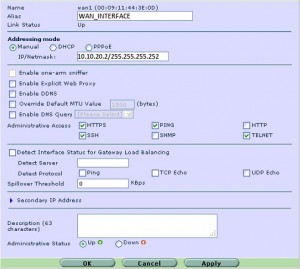 Name wan1 (00:09:11:44:3E:0D)
Alias WAN_INTERFACE
Link Status Up
Addressing mode
Manual DHCP PPPoE
IP/Netmask: 10.10.20.2/255.255.255.252
Enable one-arm sniffer
Enable Explicit Web Proxy
Enable DDNS
Override Default MTU Value 1500 (bytes)
Enable DNS Query [Please Select]
Administrative Access HTTPS PING HTTP
SSH SNMP TELNET
Detect Interface Status for Gateway Load Balancing
Detect Server
Detect Protocol Ping TCP Echo UDP Echo
Spillover Threshold 0 KBps
Secondary IP Address
Description (63
characters)
Administrative Status Up Down
OK Cancel Apply